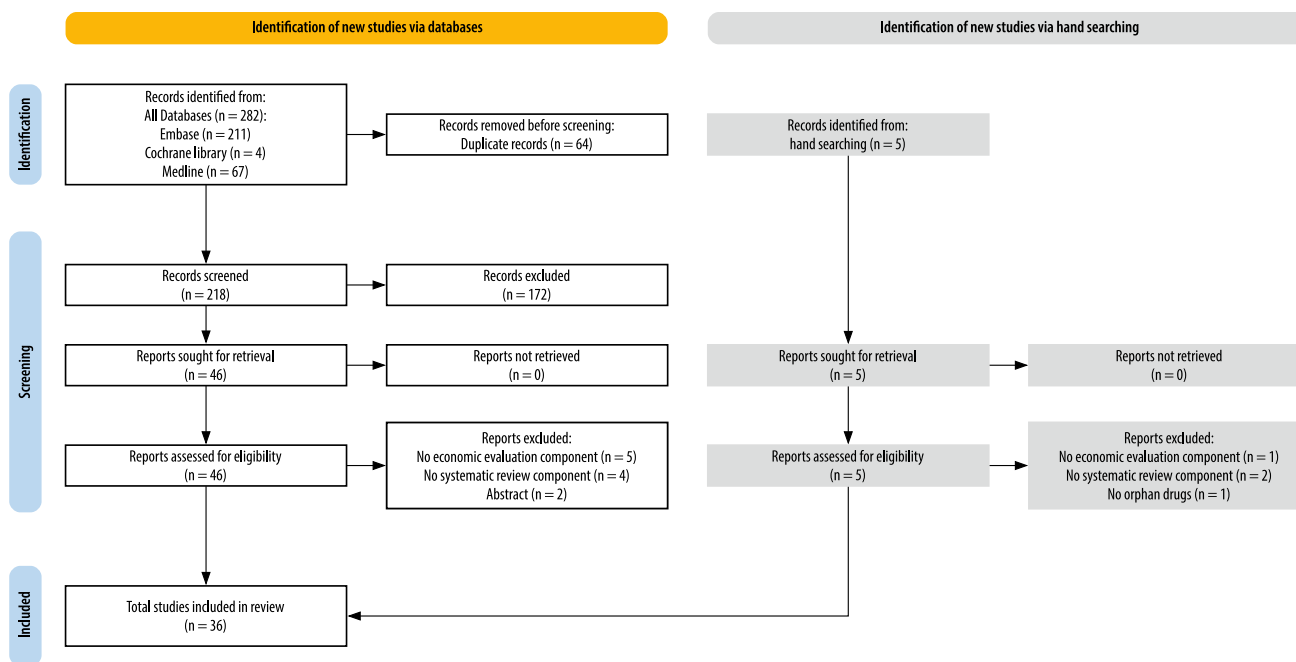 Identification of new studies via databases
Identification of new studies via hand searching
Identification
Records identified from:
All Databases (n = 282):
Embase (n = 211)
Cochrane library (n = 4)
Medline (n = 67)
Records removed before screening:
Duplicate records (n = 64)
Records identified from:
hand searching (n = 5)
Screening
Records screened
(n = 218)
Records excluded
(n = 172)
Reports sought for retrieval
(n = 46)
Reports not retrieved
(n = 0)
Reports sought for retrieval
(n = 5)
Reports not retrieved
(n = 0)
Reports assessed for eligibility
(n = 46)
Reports excluded:
No economic evaluation component (n = 5)
No systematic review component (n = 4)
Abstract (n = 2)
Reports assessed for eligibility
(n = 5)
Reports excluded:
No economic evaluation component (n = 1)
No systematic review component (n = 2)
No orphan drugs (n = 1)
Included
Total studies included in review
(n = 36)